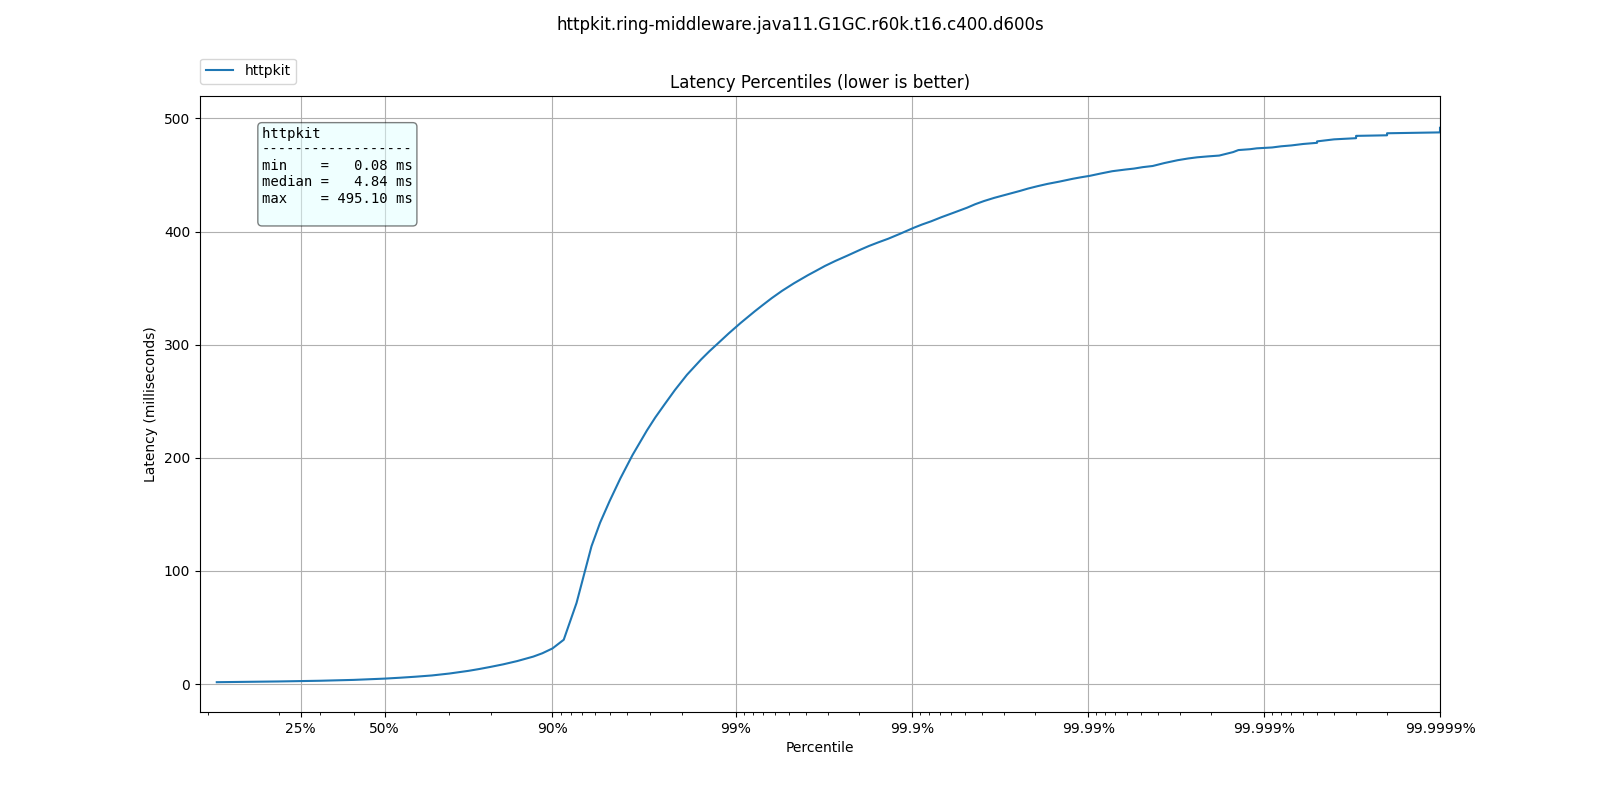 httpkit.ring-middleware.java11.G1GC.r60k.t16.c400.d600s
httpkit
Latency Percentiles (lower is better)
httpkit
------------------
min    =   0.08 ms
median =   4.84 ms
max    = 495.10 ms
500
400
300
200
100
0
Latency (milliseconds)
25% 50% 90% 99% 99.9% 99.99% 99.999% 99.9999%
Percentile